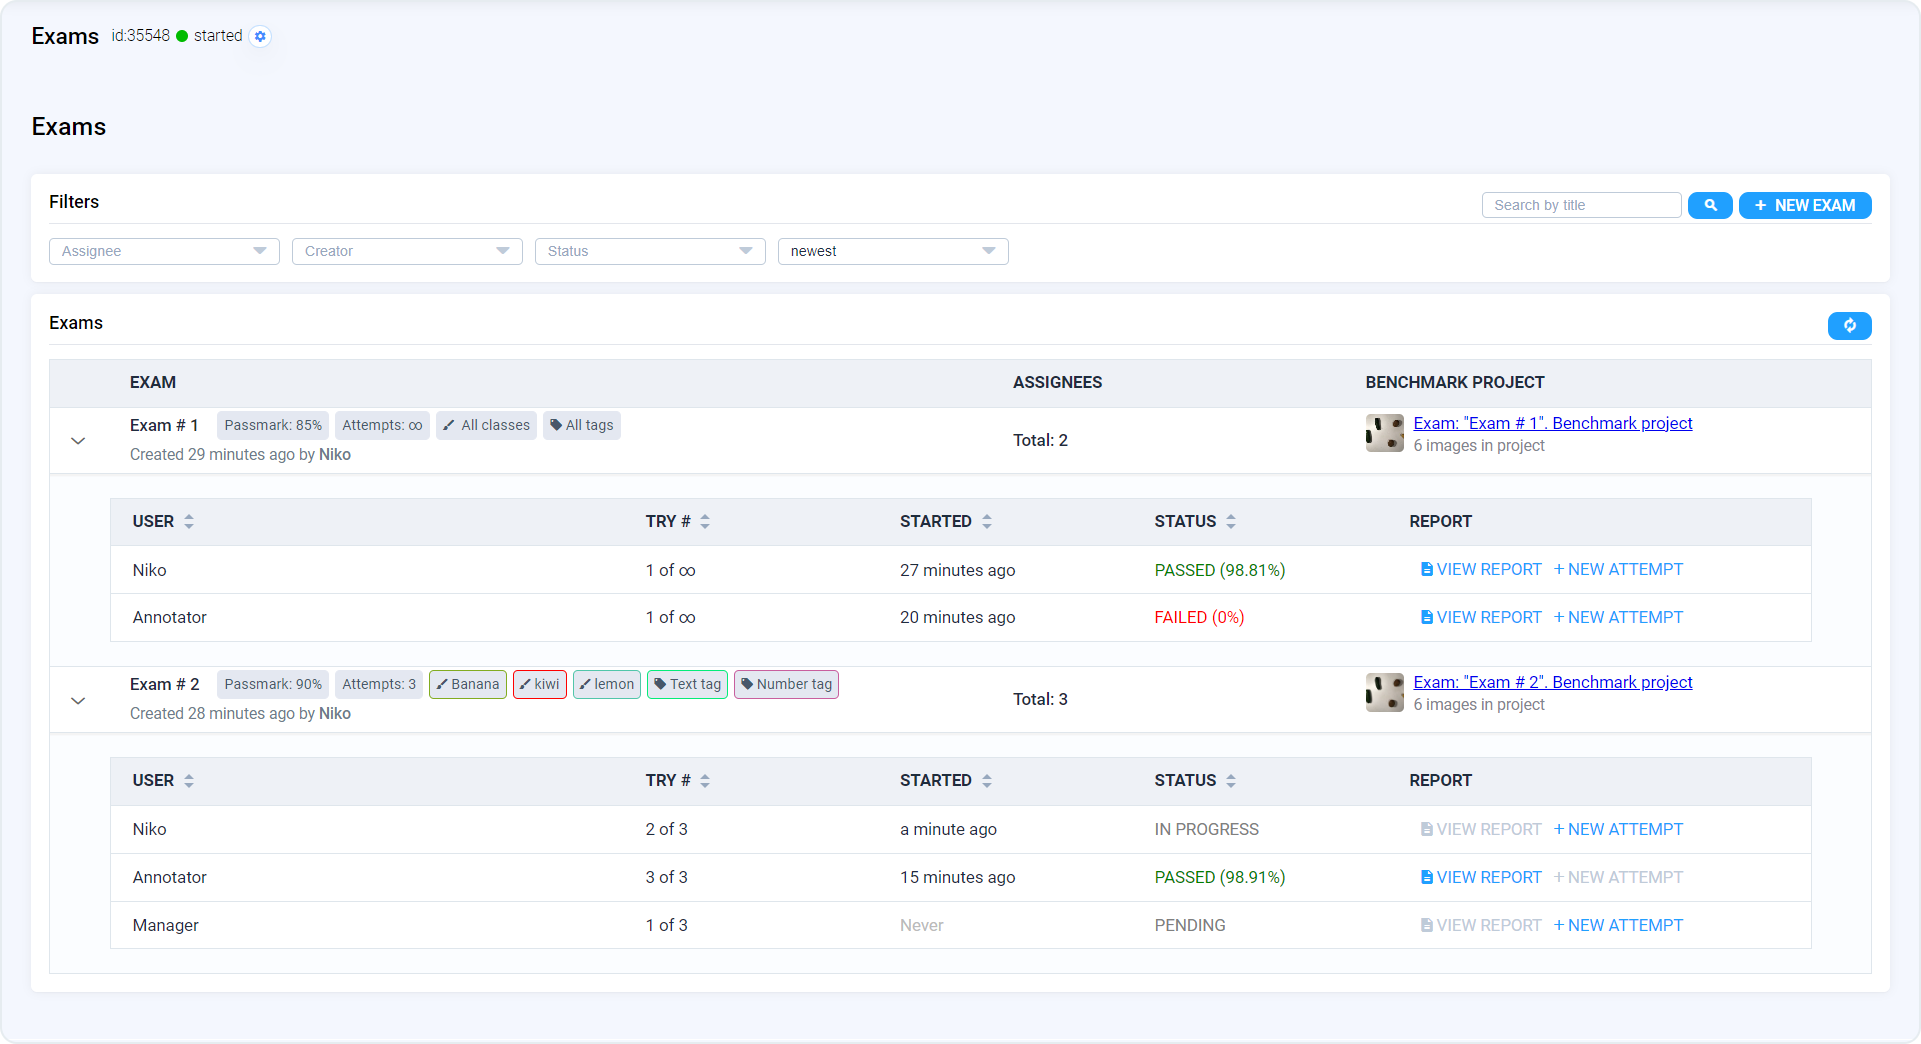 Exams id:35548 started
Exams
Filters
Search by title
NEW EXAM
Assignee Creator Status newest
Exams
EXAM ASSIGNEES BENCHMARK PROJECT
Exam # 1 Passmark: 85% Attempts: ∞ All classes All tags
Created 29 minutes ago by Niko
Total: 2
Exam: "Exam # 1". Benchmark project
6 images in project
USER TRY # STARTED STATUS REPORT
Niko 1 of ∞ 27 minutes ago PASSED (98.81%) VIEW REPORT + NEW ATTEMPT
Annotator 1 of ∞ 20 minutes ago FAILED (0%) VIEW REPORT + NEW ATTEMPT
Exam # 2 Passmark: 90% Attempts: 3 Banana kiwi lemon Text tag Number tag
Created 28 minutes ago by Niko
Total: 3
Exam: "Exam # 2". Benchmark project
6 images in project
USER TRY # STARTED STATUS REPORT
Niko 2 of 3 a minute ago IN PROGRESS VIEW REPORT + NEW ATTEMPT
Annotator 3 of 3 15 minutes ago PASSED (98.91%) VIEW REPORT + NEW ATTEMPT
Manager 1 of 3 Never PENDING VIEW REPORT + NEW ATTEMPT